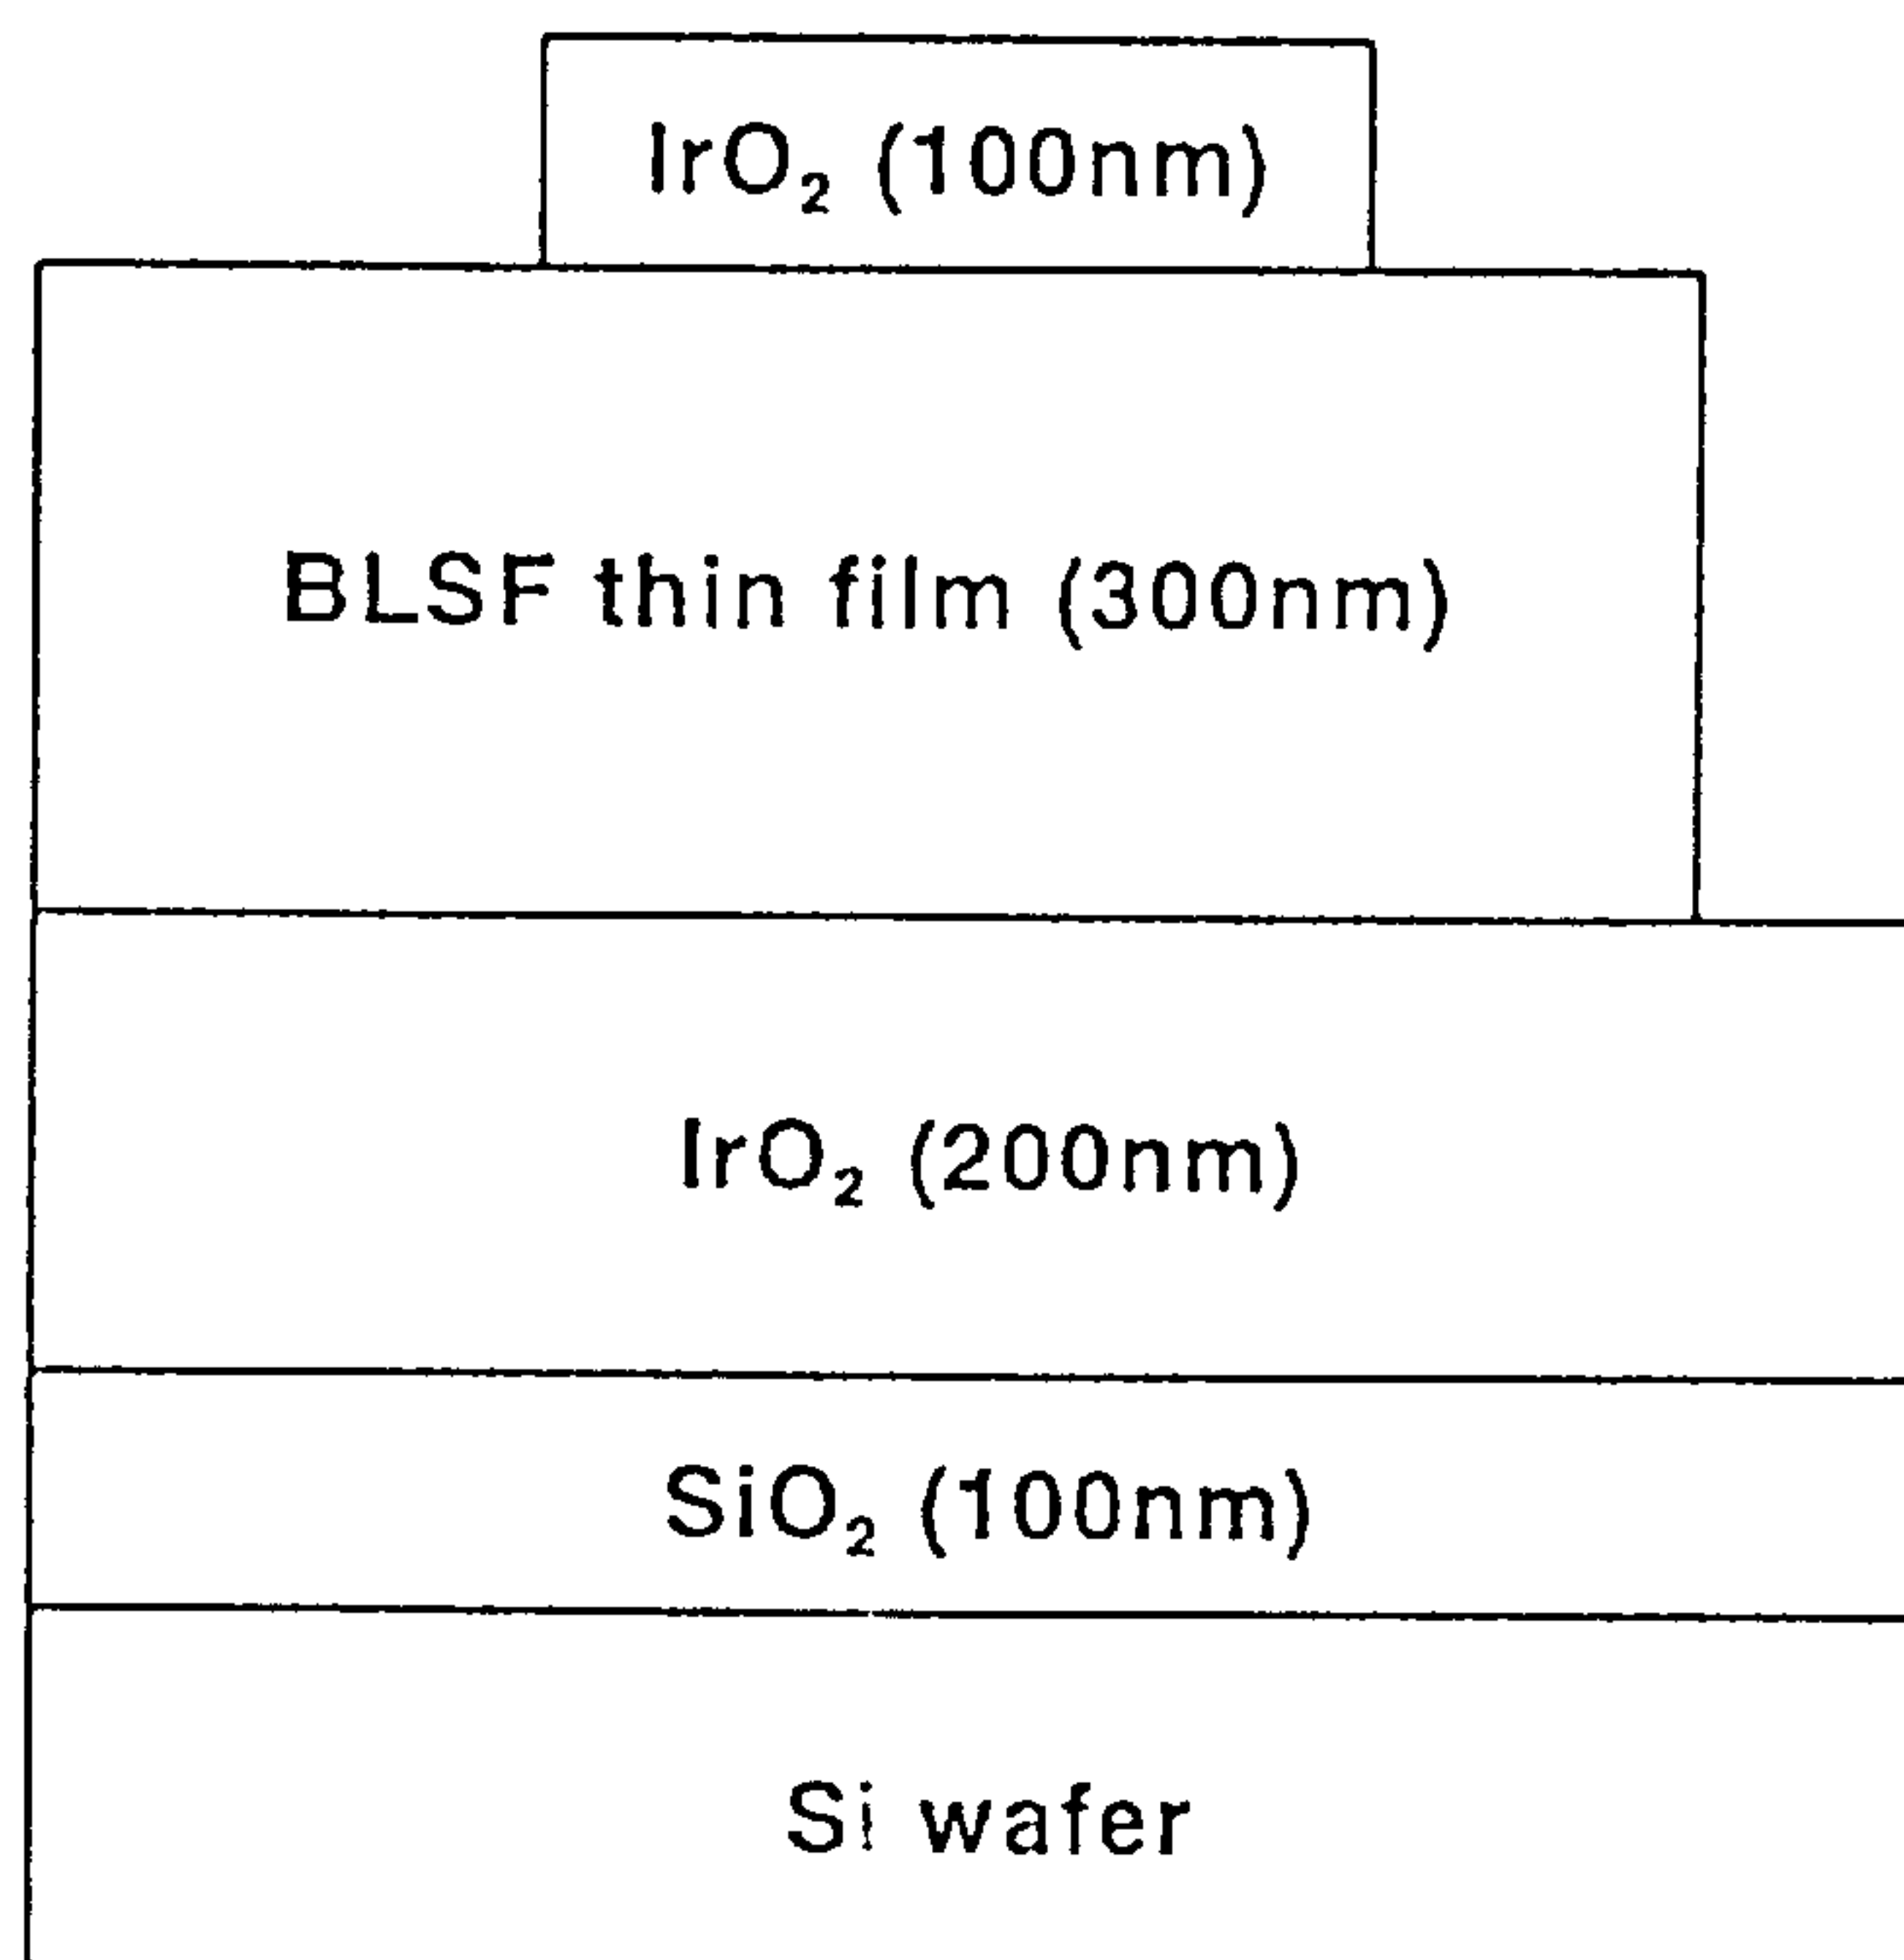 IrO₂ (100nm)
BLSF thin film (300nm)
IrO₂ (200nm)
SiO₂ (100nm)
Si wafer